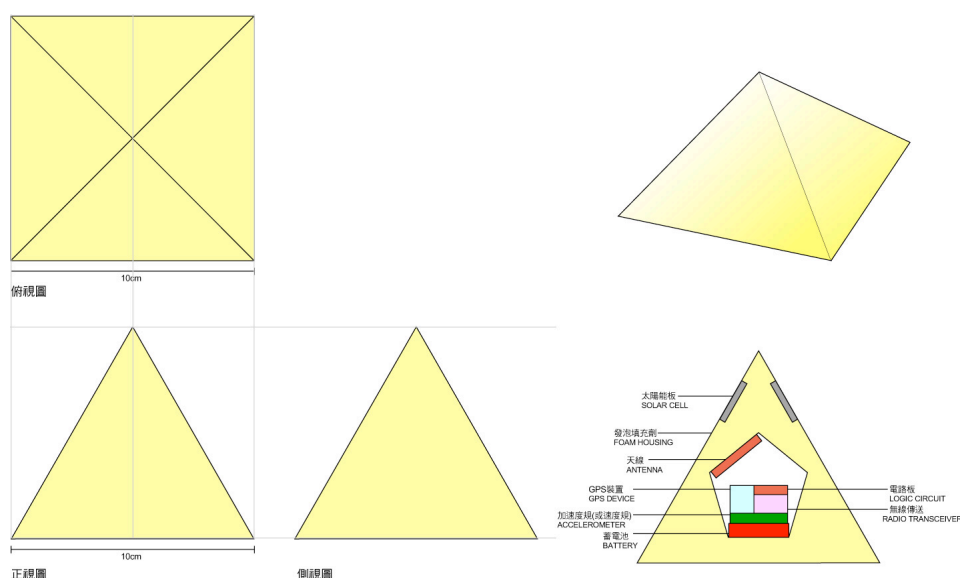 10cm
俯視圖
10cm
正視圖
側視圖
太陽能板
SOLAR CELL
發泡填充劑
FOAM HOUSING
天線
ANTENNA
GPS裝置
GPS DEVICE
加速度規(或速度規)
ACCELEROMETER
蓄電池
BATTERY
電路板
LOGIC CIRCUIT
無線傳送
RADIO TRANSCEIVER